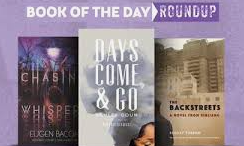 BOOK OF THE DAY ROUNDUP
CHASING
WHISPER
EUGEN BACON
DAYS
COME,
& GO
THE
BACKSTREETS
A NOVEL FROM XINJIANG